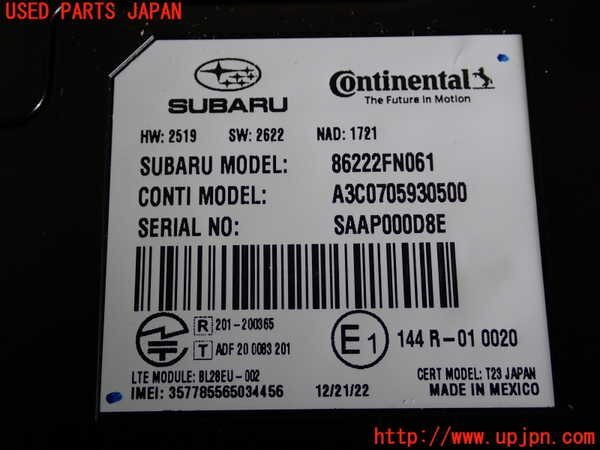 USED PARTS JAPAN
SUBARU
Continental
The Future in Motion
HW: 2519 SW: 2622 NAD: 1721
SUBARU MODEL: 86222FN061
CONTI MODEL: A3C0705930500
SERIAL NO: SAAP000D8E
R 201-200365
T ADF 20 0083 201
E1 144 R-01 0020
LTE MODULE: BL28EU-002
CERT MODEL: T23 JAPAN
IMEI: 357785565034456 12/21/22 MADE IN MEXICO
http://www.upjpn.com/